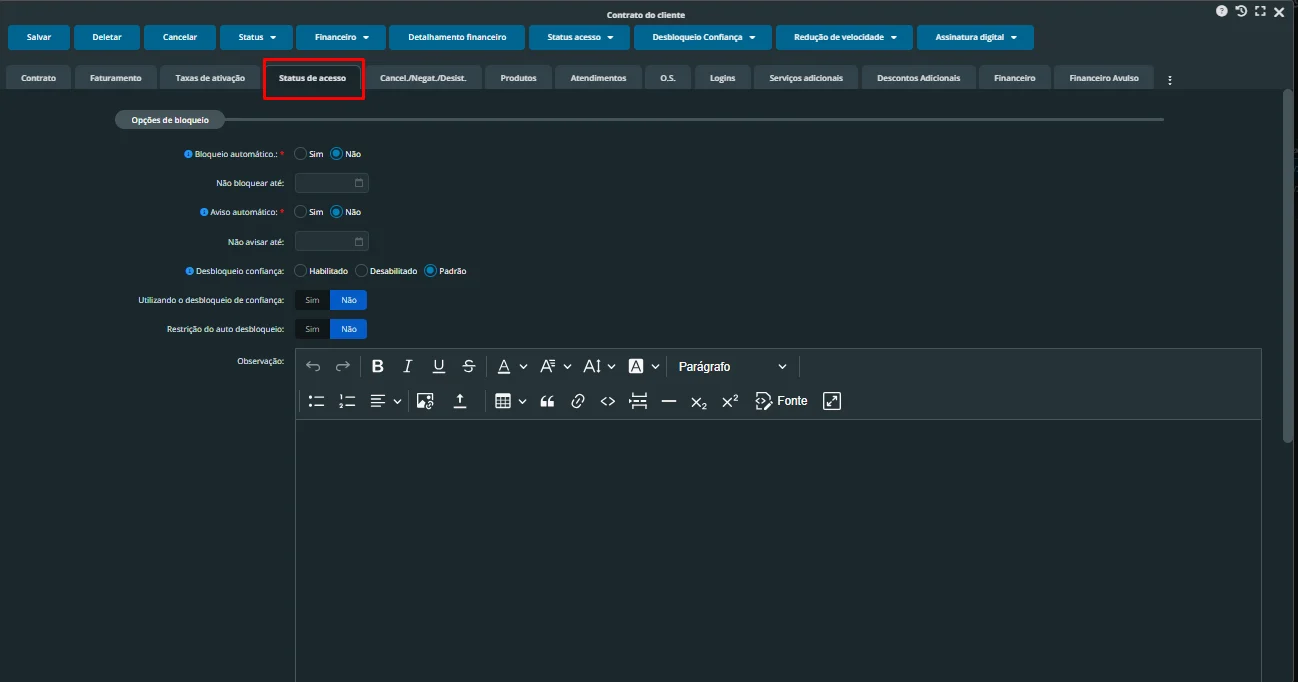 Contrato do cliente
Salvar Deletar Cancelar Status Financeiro Detalhamento financeiro Status acesso Desbloqueio Confiança Redução de velocidade Assinatura digital
Contrato Faturamento Taxas de ativação Status de acesso Cancel./Negat./Desist. Produtos Atendimentos O.S. Logins Serviços adicionais Descontos Adicionais Financeiro Financeiro Avulso
Opções de bloqueio
Bloqueio automático.: * Sim Não
Não bloquear até:
Aviso automático: * Sim Não
Não avisar até:
Desbloqueio confiança: Habilitado Desabilitado Padrão
Utilizando o desbloqueio de confiança: Sim Não
Restrição do auto desbloqueio: Sim Não
Observação:
Parágrafo
Fonte